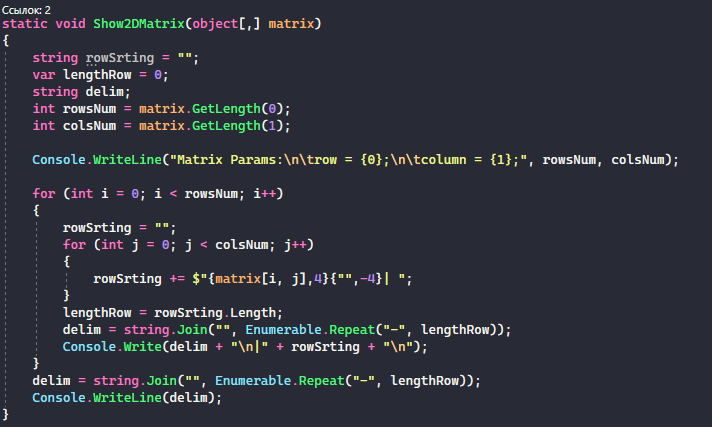 Ссылок: 2
static void Show2DMatrix(object[,] matrix)
{
    string rowSrting = "";
    var lengthRow = 0;
    string delim;
    int rowsNum = matrix.GetLength(0);
    int colsNum = matrix.GetLength(1);

    Console.WriteLine("Matrix Params:\n\trow = {0};\n\tcolumn = {1};", rowsNum, colsNum);

    for (int i = 0; i < rowsNum; i++)
    {
        rowSrting = "";
        for (int j = 0; j < colsNum; j++)
        {
            rowSrting += $"{matrix[i, j],4}{"",-4}| ";
        }
        lengthRow = rowSrting.Length;
        delim = string.Join("", Enumerable.Repeat("-", lengthRow));
        Console.Write(delim + "\n|" + rowSrting + "\n");
    }
    delim = string.Join("", Enumerable.Repeat("-", lengthRow));
    Console.WriteLine(delim);
}